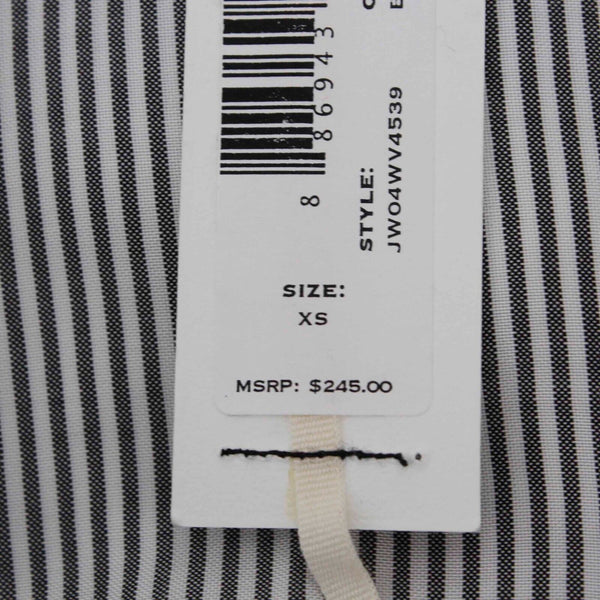 8 86943
STYLE:
JW04WV4539
SIZE:
XS
MSRP: $245.00